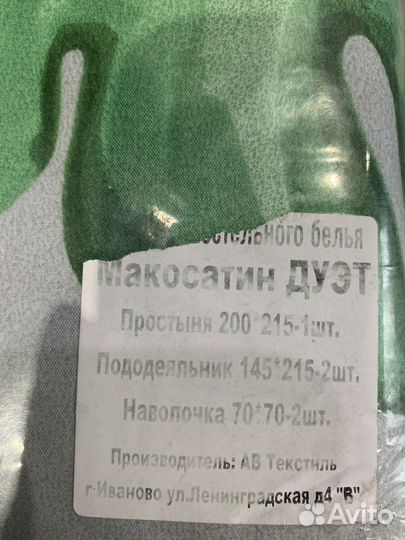 белья
Макосатин ДУЭТ
Простыня 200*215-1шт.
Пододеяльник 145*215-2шт.
Наволочка 70*70-2шт.
Производитель: АВ Текстиль
г.Иваново ул.Ленинградская д4 "В"
Avito